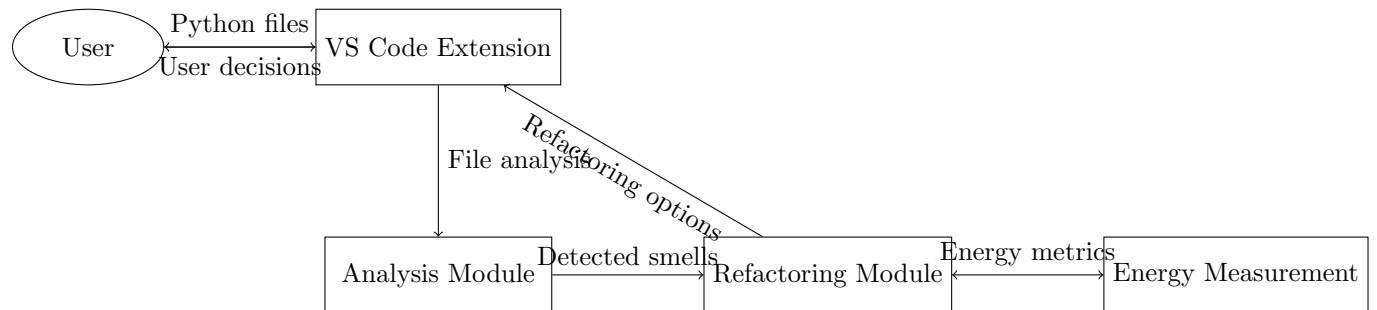 Python files
User
VS Code Extension
User decisions
Refactoring options
File analysis
Energy metrics
Detected smells
Analysis Module
Refactoring Module
Energy Measurement